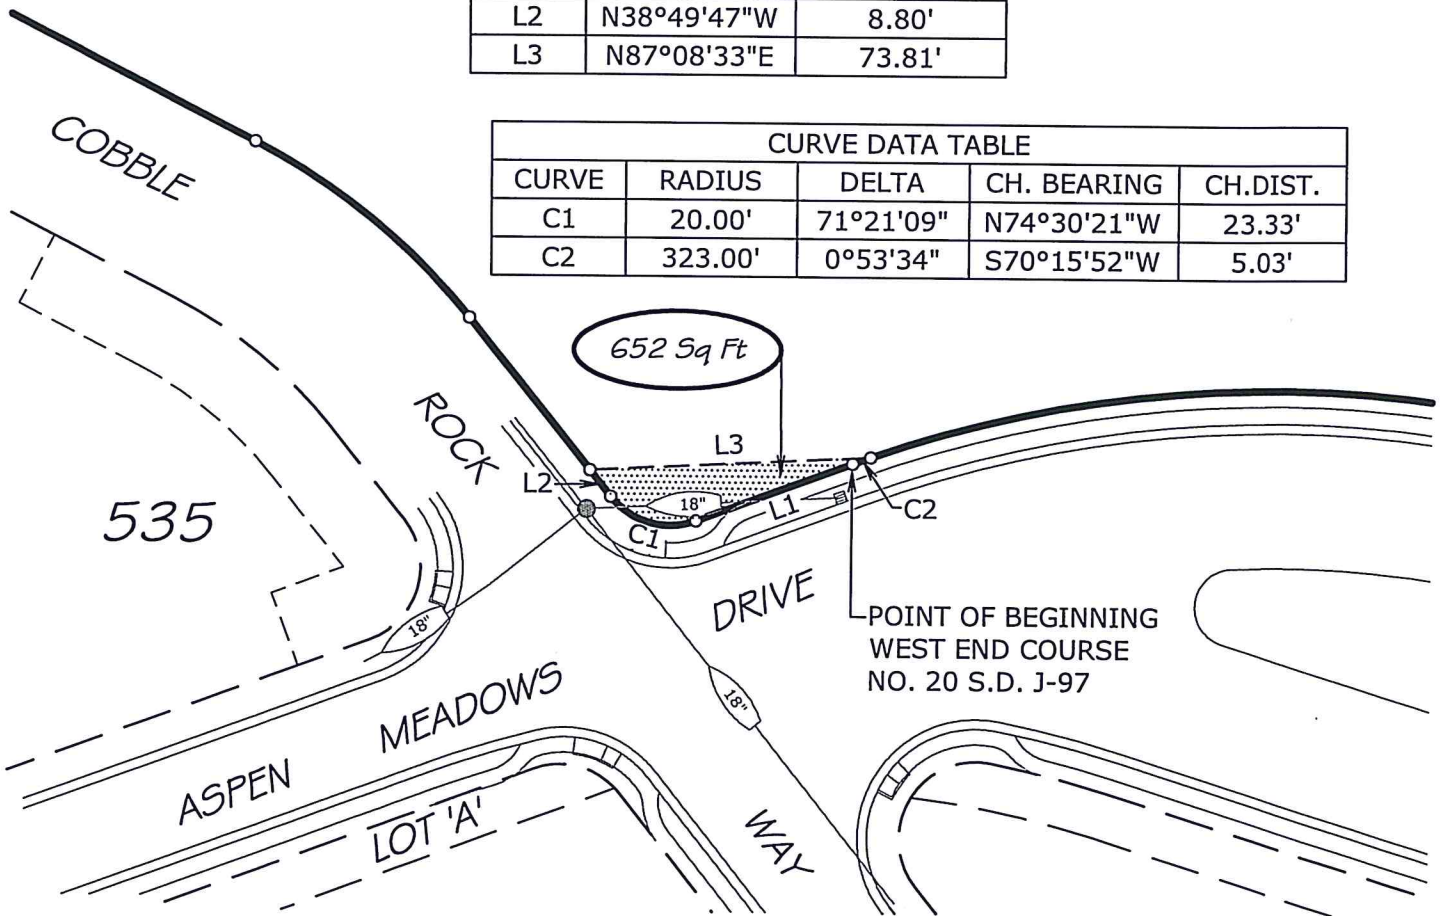 L2 N38°49'47"W 8.80'
L3 N87°08'33"E 73.81'
CURVE DATA TABLE
CURVE RADIUS DELTA CH. BEARING CH.DIST.
C1 20.00' 71°21'09" N74°30'21"W 23.33'
C2 323.00' 0°53'34" S70°15'52"W 5.03'
COBBLE
652 Sq Ft
ROCK
L3
L2
18"
L1
C2
C1
535
DRIVE
18"
POINT OF BEGINNING
WEST END COURSE
NO. 20 S.D. J-97
18"
MEADOWS
ASPEN
LOT 'A'
WAY